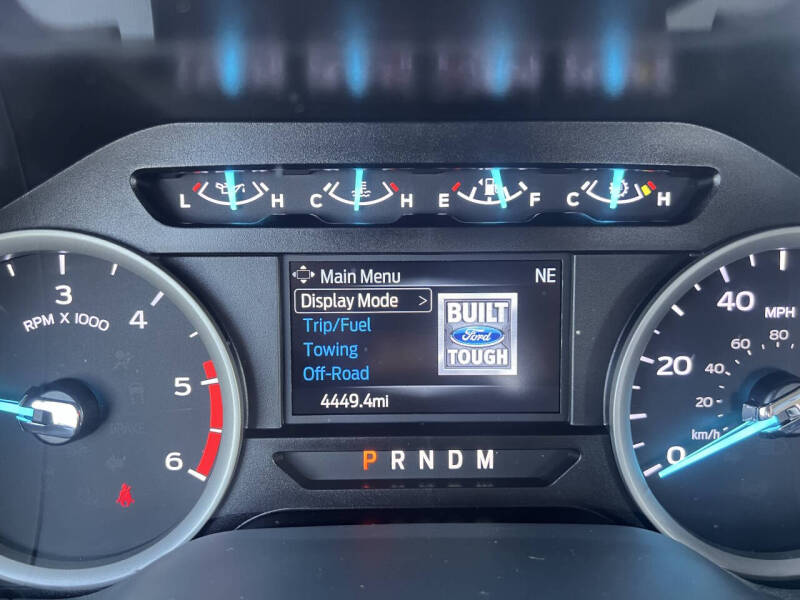 L H C H E F C H
Main Menu NE
Display Mode >
Trip/Fuel
Towing
Off-Road
4449.4mi
BUILT
Ford
TOUGH
3
RPM X 1000
4
5
6
P R N D M
40
MPH
60 80
20
40
20
km/h
0